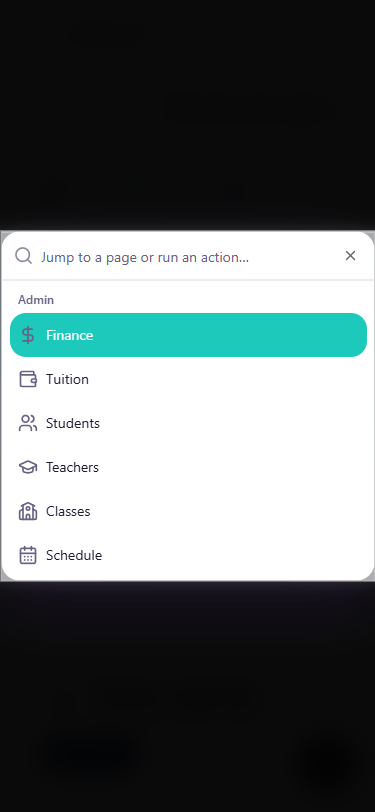 Jump to a page or run an action...
Admin
Finance
Tuition
Students
Teachers
Classes
Schedule